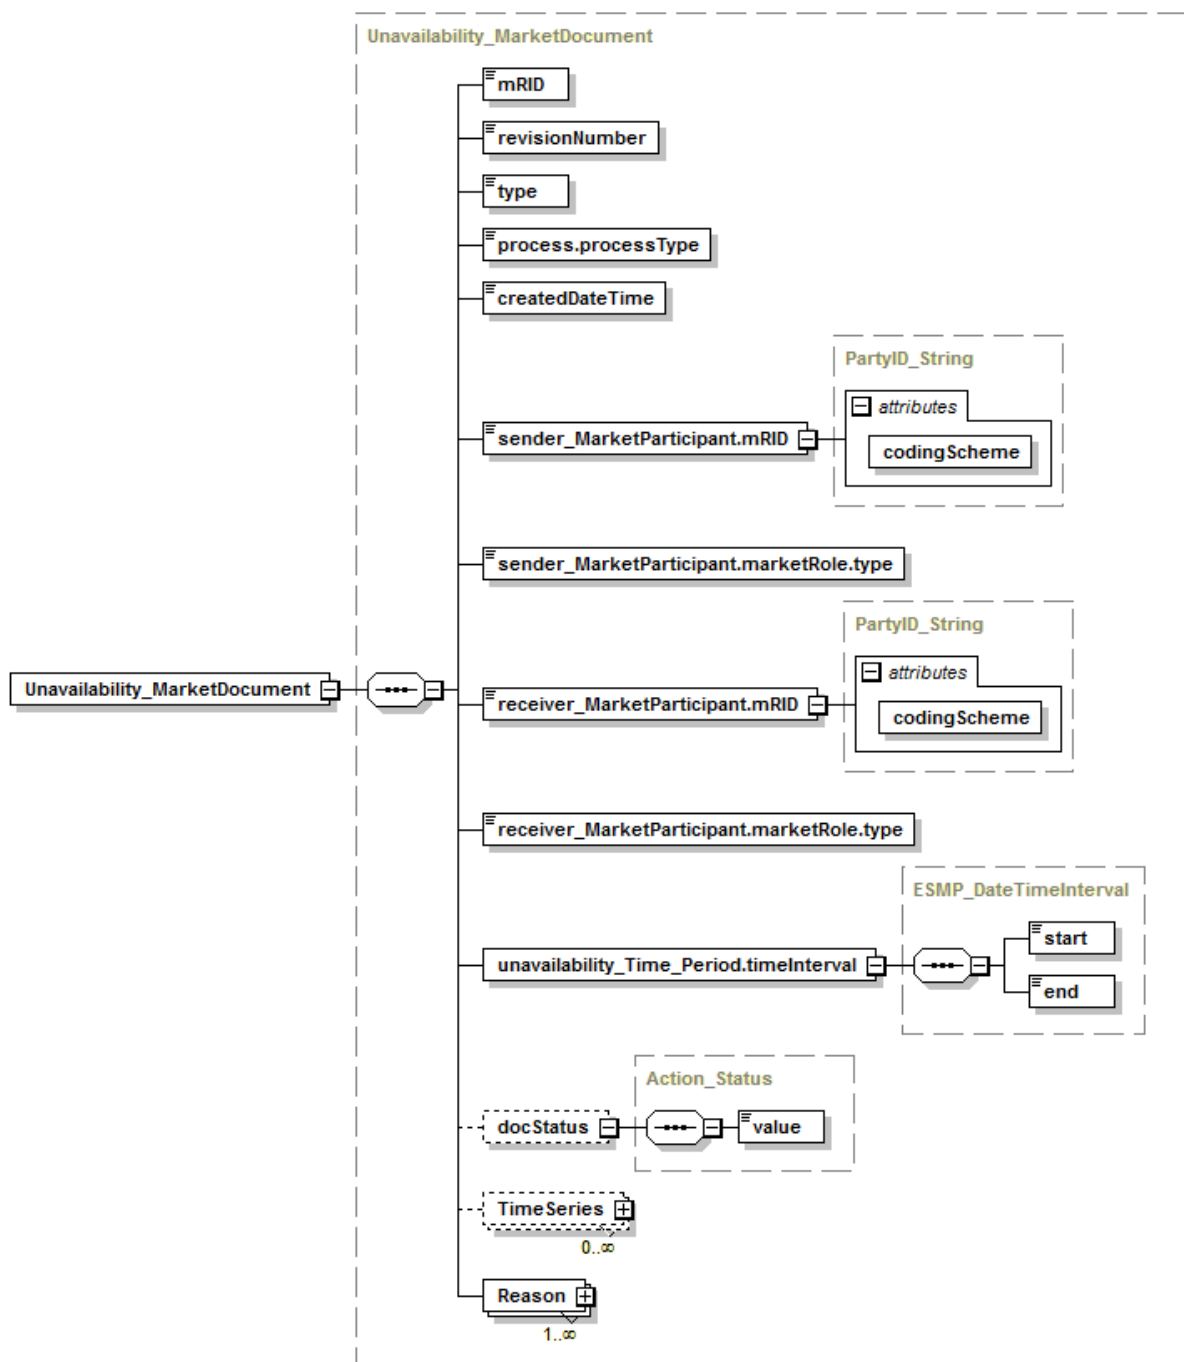 Unavailability_MarketDocument
mRID
revisionNumber
type
process.processType
createdDateTime
PartyID_String
attributes
sender_MarketParticipant.mRID
codingScheme
sender_MarketParticipant.marketRole.type
PartyID_String
attributes
Unavailability_MarketDocument
receiver_MarketParticipant.mRID
codingScheme
receiver_MarketParticipant.marketRole.type
ESMP_DateTimeInterval
start
unavailability_Time_Period.timeInterval
end
Action_Status
docStatus
value
TimeSeries
0..∞
Reason
1..∞